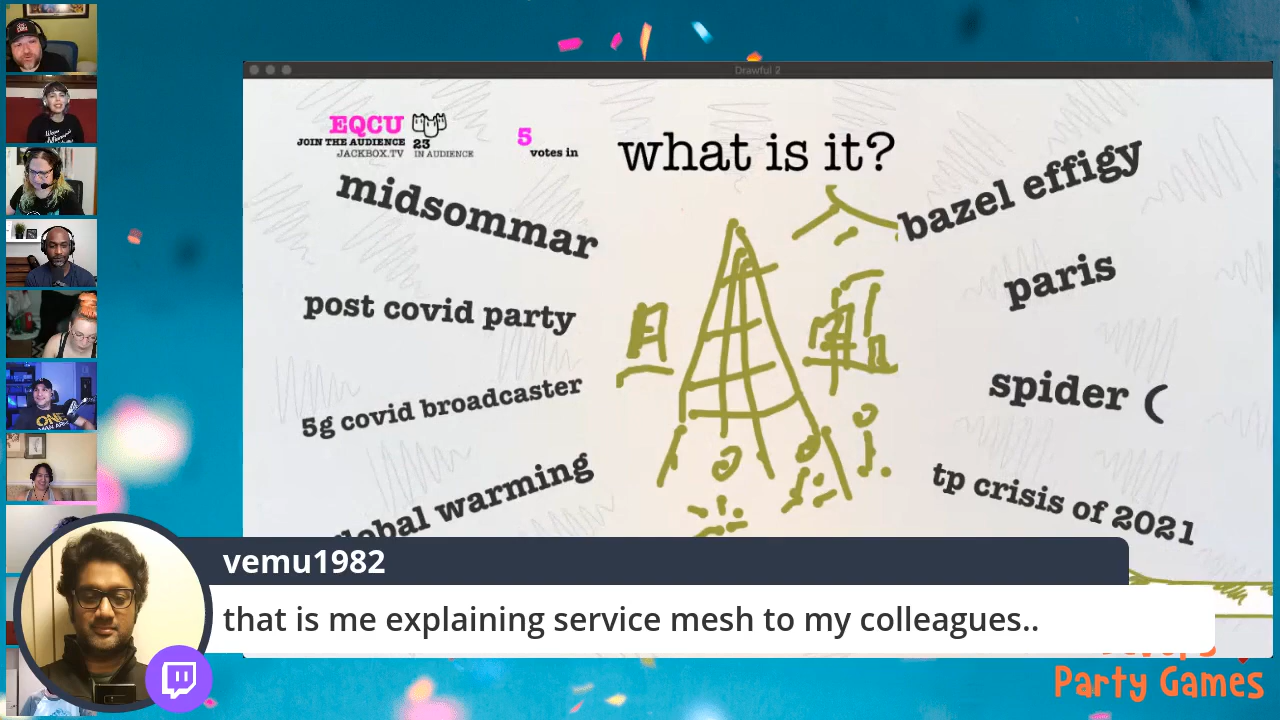 Drawful 2
EQCU
JOIN THE AUDIENCE 23
JACKBOX.TV IN AUDIENCE
5
votes in
what is it?
midsommar
bazel effigy
post covid party
paris
5g covid broadcaster
spider (
global warming
tp crisis of 2021
vemu1982
that is me explaining service mesh to my colleagues..
Party Games